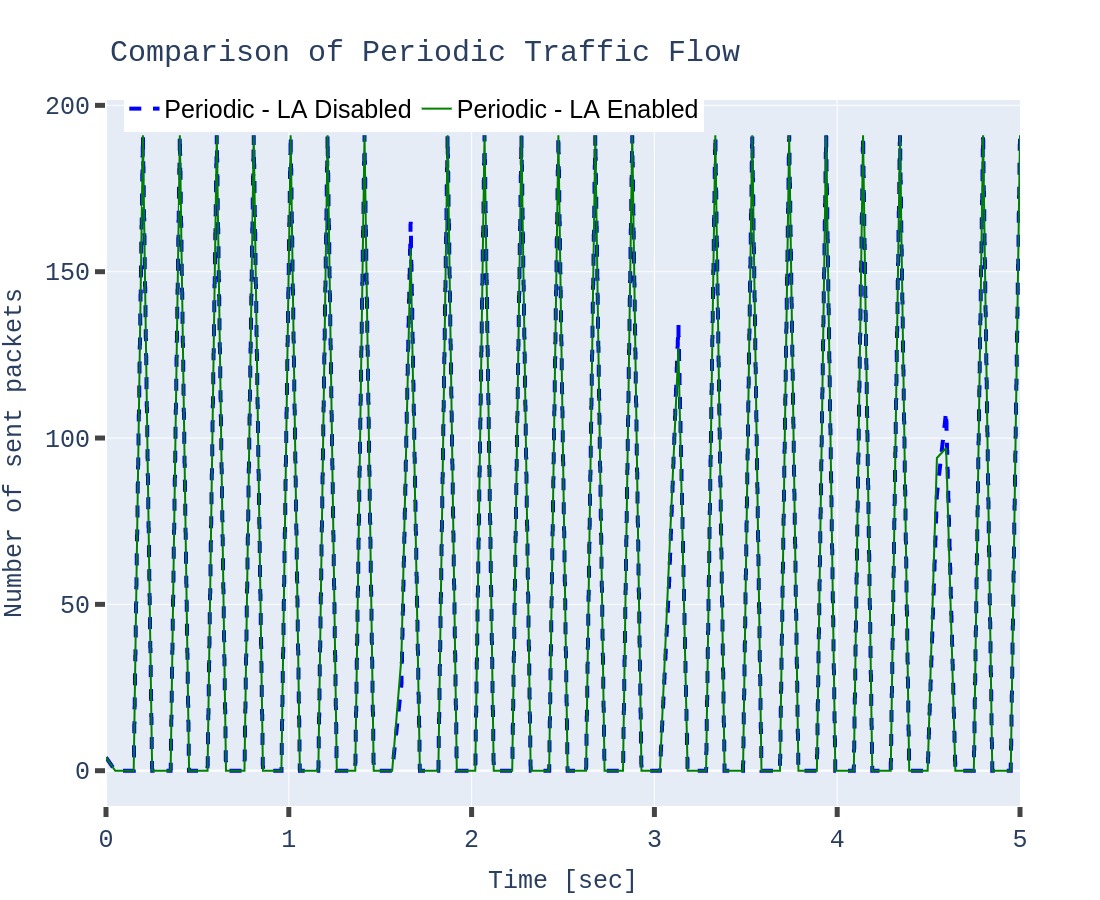 Comparison of Periodic Traffic Flow
Periodic - LA Disabled
Periodic - LA Enabled
200
150
100
50
0
Number of sent packets
0 1 2 3 4 5
Time [sec]